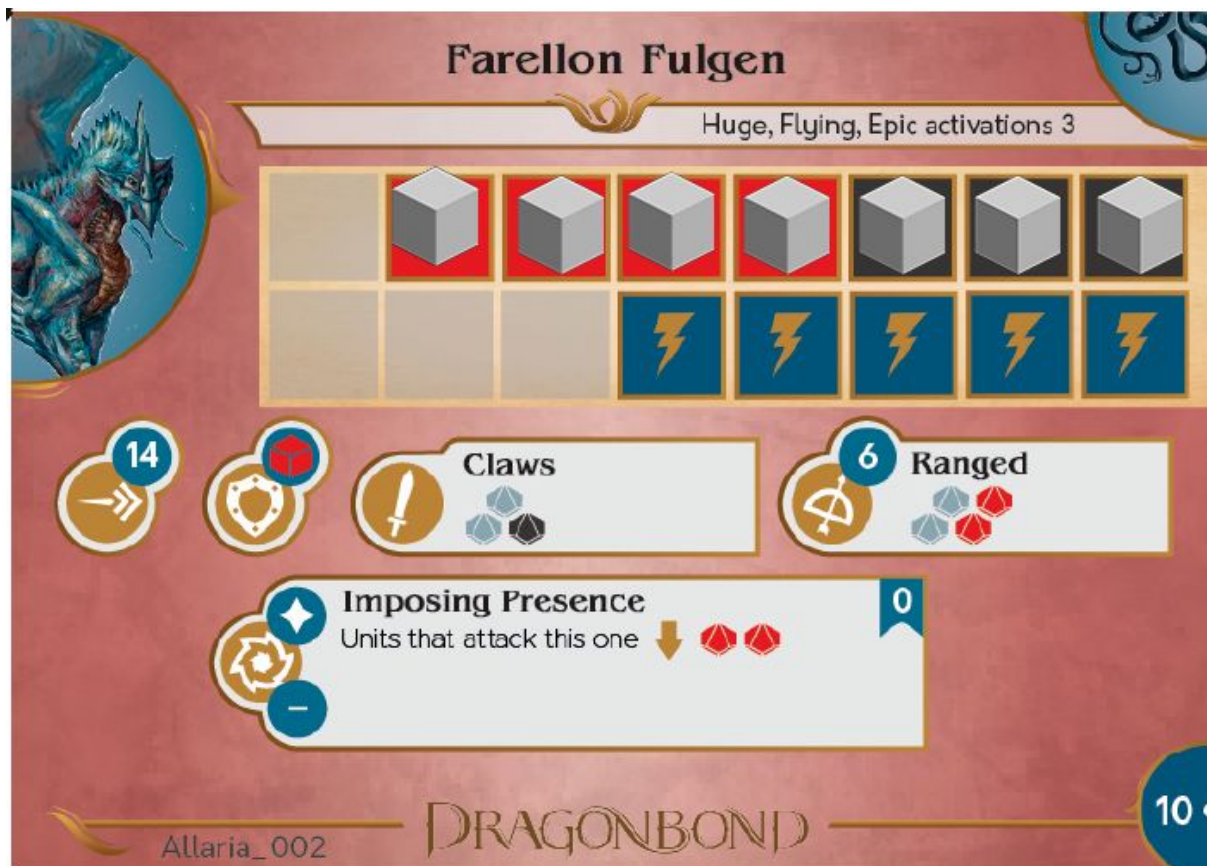 Farellon Fulgen
Huge, Flying, Epic activations 3
14
Claws
6
Ranged
Imposing Presence
0
Units that attack this one
–
10
Allaria_002
DRAGONBOND